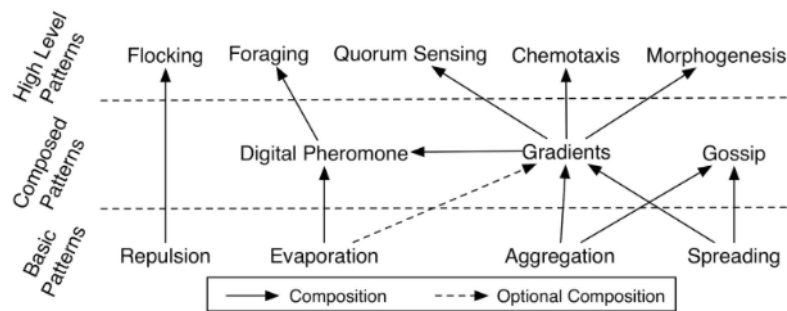 High Level
Patterns
Flocking Foraging Quorum Sensing Chemotaxis Morphogenesis
Composed
Patterns
Digital Pheromone Gradients Gossip
Basic
Patterns
Repulsion Evaporation Aggregation Spreading
Composition Optional Composition